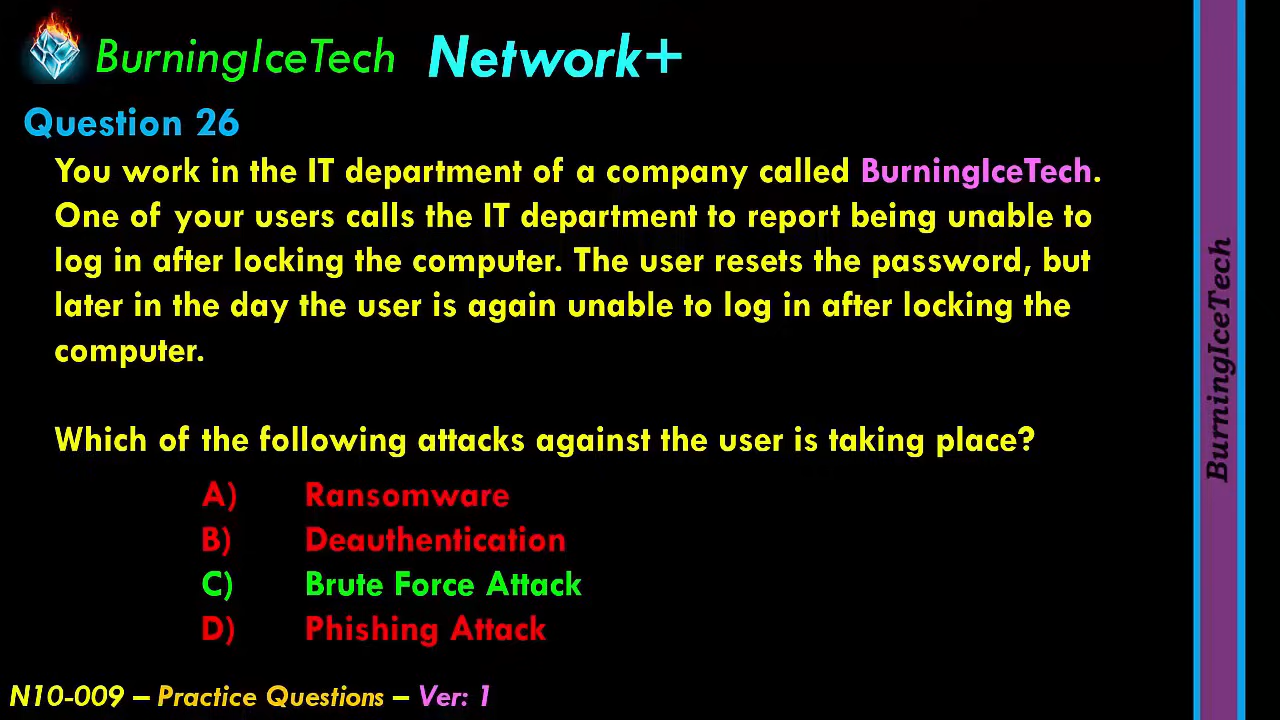 BurningIceTech Network+
Question 26
You work in the IT department of a company called BurningIceTech.
One of your users calls the IT department to report being unable to
log in after locking the computer. The user resets the password, but
later in the day the user is again unable to log in after locking the
computer.
Which of the following attacks against the user is taking place?
A) Ransomware
B) Deauthentication
C) Brute Force Attack
D) Phishing Attack
N10-009 – Practice Questions – Ver: 1
BurningIceTech